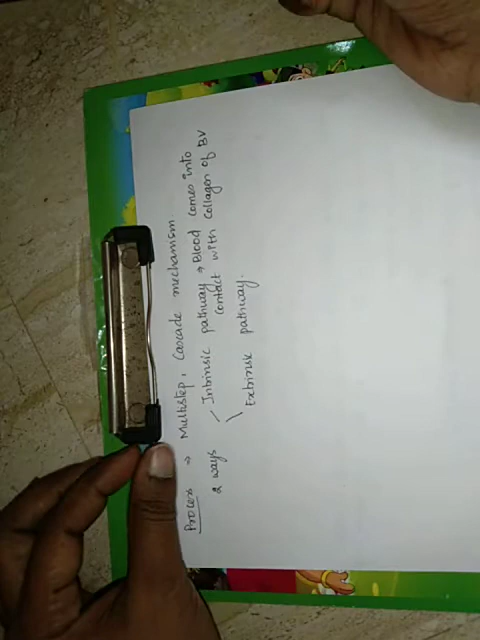 Process → Multistep, Cascade mechanism.
2 ways Intrinsic pathway → Blood comes into
contact with collagen of BV
Extrinsic pathway.